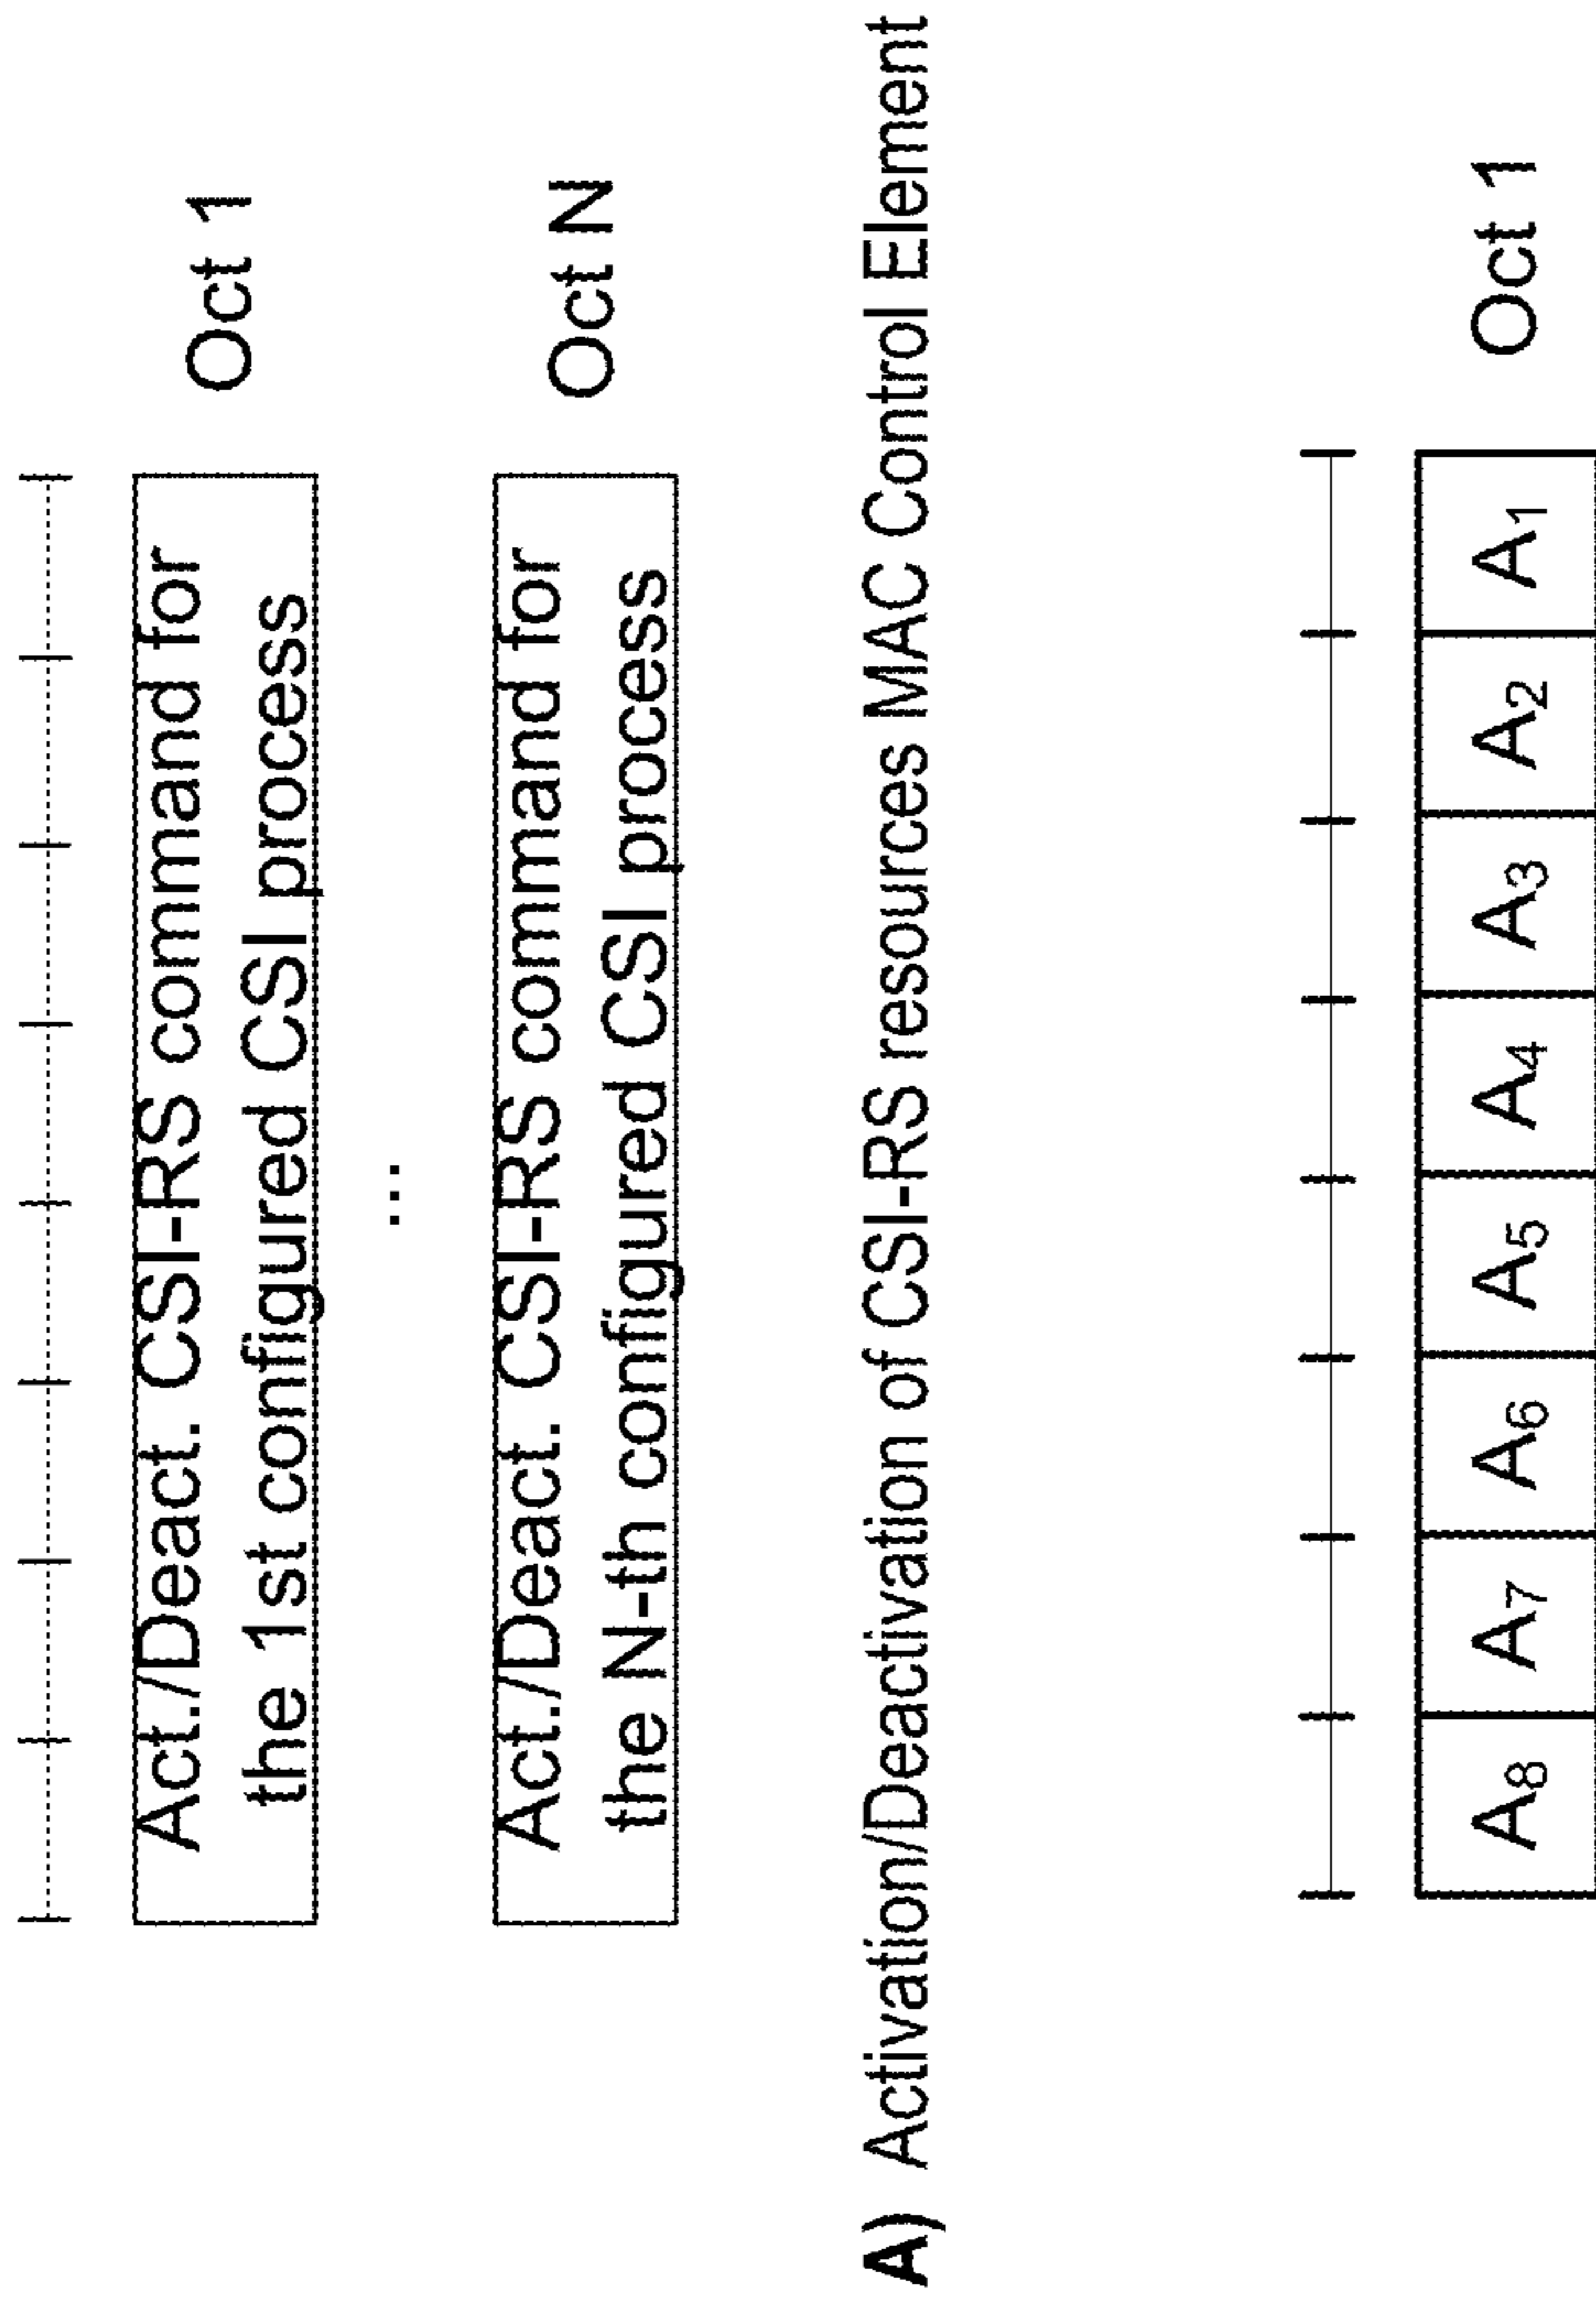 Act./Deact. CSI-RS command for
the 1st configured CSI process
Oct 1
...
Act./Deact. CSI-RS command for
the N-th configured CSI process
Oct N
A) Activation/Deactivation of CSI-RS resources MAC Control Element
A8 A7 A6 A5 A4 A3 A2 A1 Oct 1